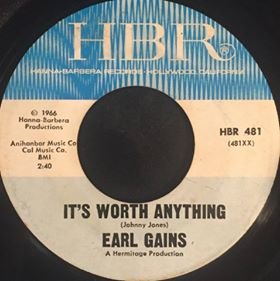 HBR
HANNA-BARBERA RECORDS • HOLLYWOOD, CALIFORNIA
℗ 1966
Hanna-Barbera
Productions
Anihanbar Music Co
Cal Music Co.
BMI
2:40
HBR 481
(481XX)
IT'S WORTH ANYTHING
(Johnny Jones)
EARL GAINS
A Hermitage Production